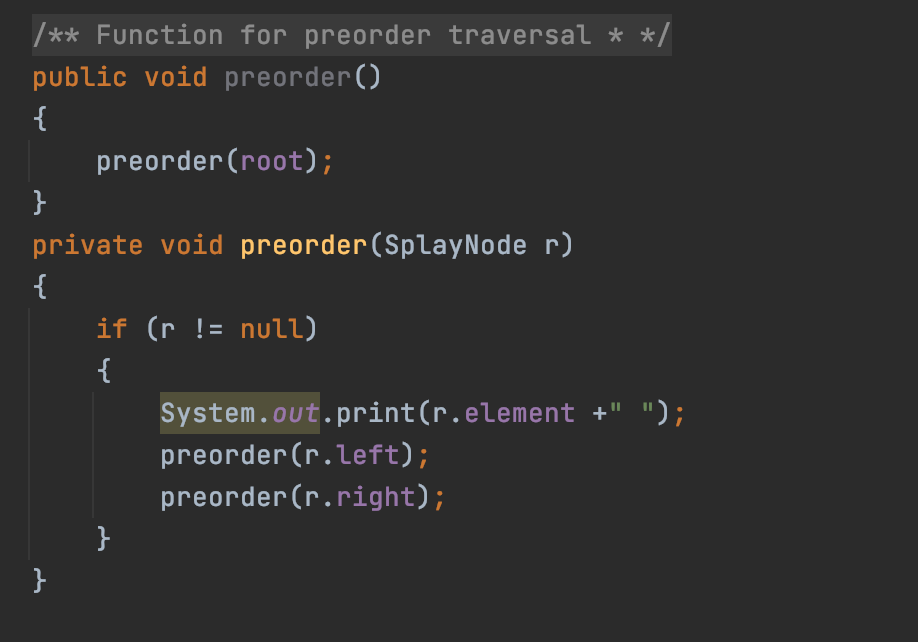 /** Function for preorder traversal * */
public void preorder()
{
    preorder(root);
}
private void preorder(SplayNode r)
{
    if (r != null)
    {
        System.out.print(r.element +" ");
        preorder(r.left);
        preorder(r.right);
    }
}